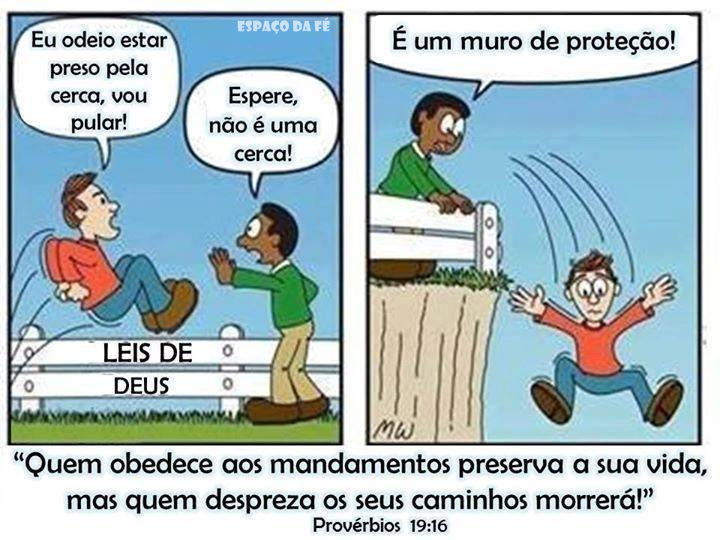 ESPAÇO DA FÉ
Eu odeio estar
preso pela
cerca, vou
pular!
Espere,
não é uma
cerca!
LEIS DE
DEUS
É um muro de proteção!
MW
“Quem obedece aos mandamentos preserva a sua vida,
mas quem despreza os seus caminhos morrerá!”
Provérbios 19:16